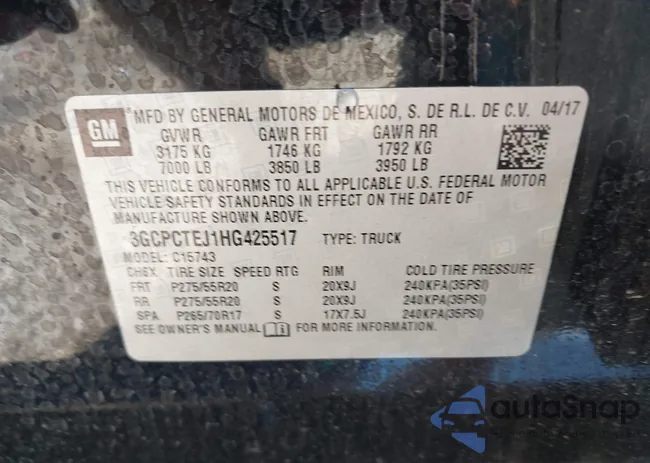 GM
MFD BY GENERAL MOTORS DE MEXICO, S. DE R.L. DE C.V. 04/17
GVWR GAWR FRT GAWR RR
3175 KG 1746 KG 1792 KG
7000 LB 3850 LB 3950 LB
THIS VEHICLE CONFORMS TO ALL APPLICABLE U.S. FEDERAL MOTOR
VEHICLE SAFETY STANDARDS IN EFFECT ON THE DATE OF
MANUFACTURE SHOWN ABOVE.
3GCPCTEJ1HG425517 TYPE: TRUCK
MODEL: C15743
CHEX TIRE SIZE SPEED RTG RIM COLD TIRE PRESSURE
FRT P275/55R20 S 20X9J 240KPA(35PSI)
RR P275/55R20 S 20X9J 240KPA(35PSI)
SPA P265/70R17 S 17X7.5J 240KPA(35PSI)
SEE OWNER'S MANUAL FOR MORE INFORMATION.
autoSnap